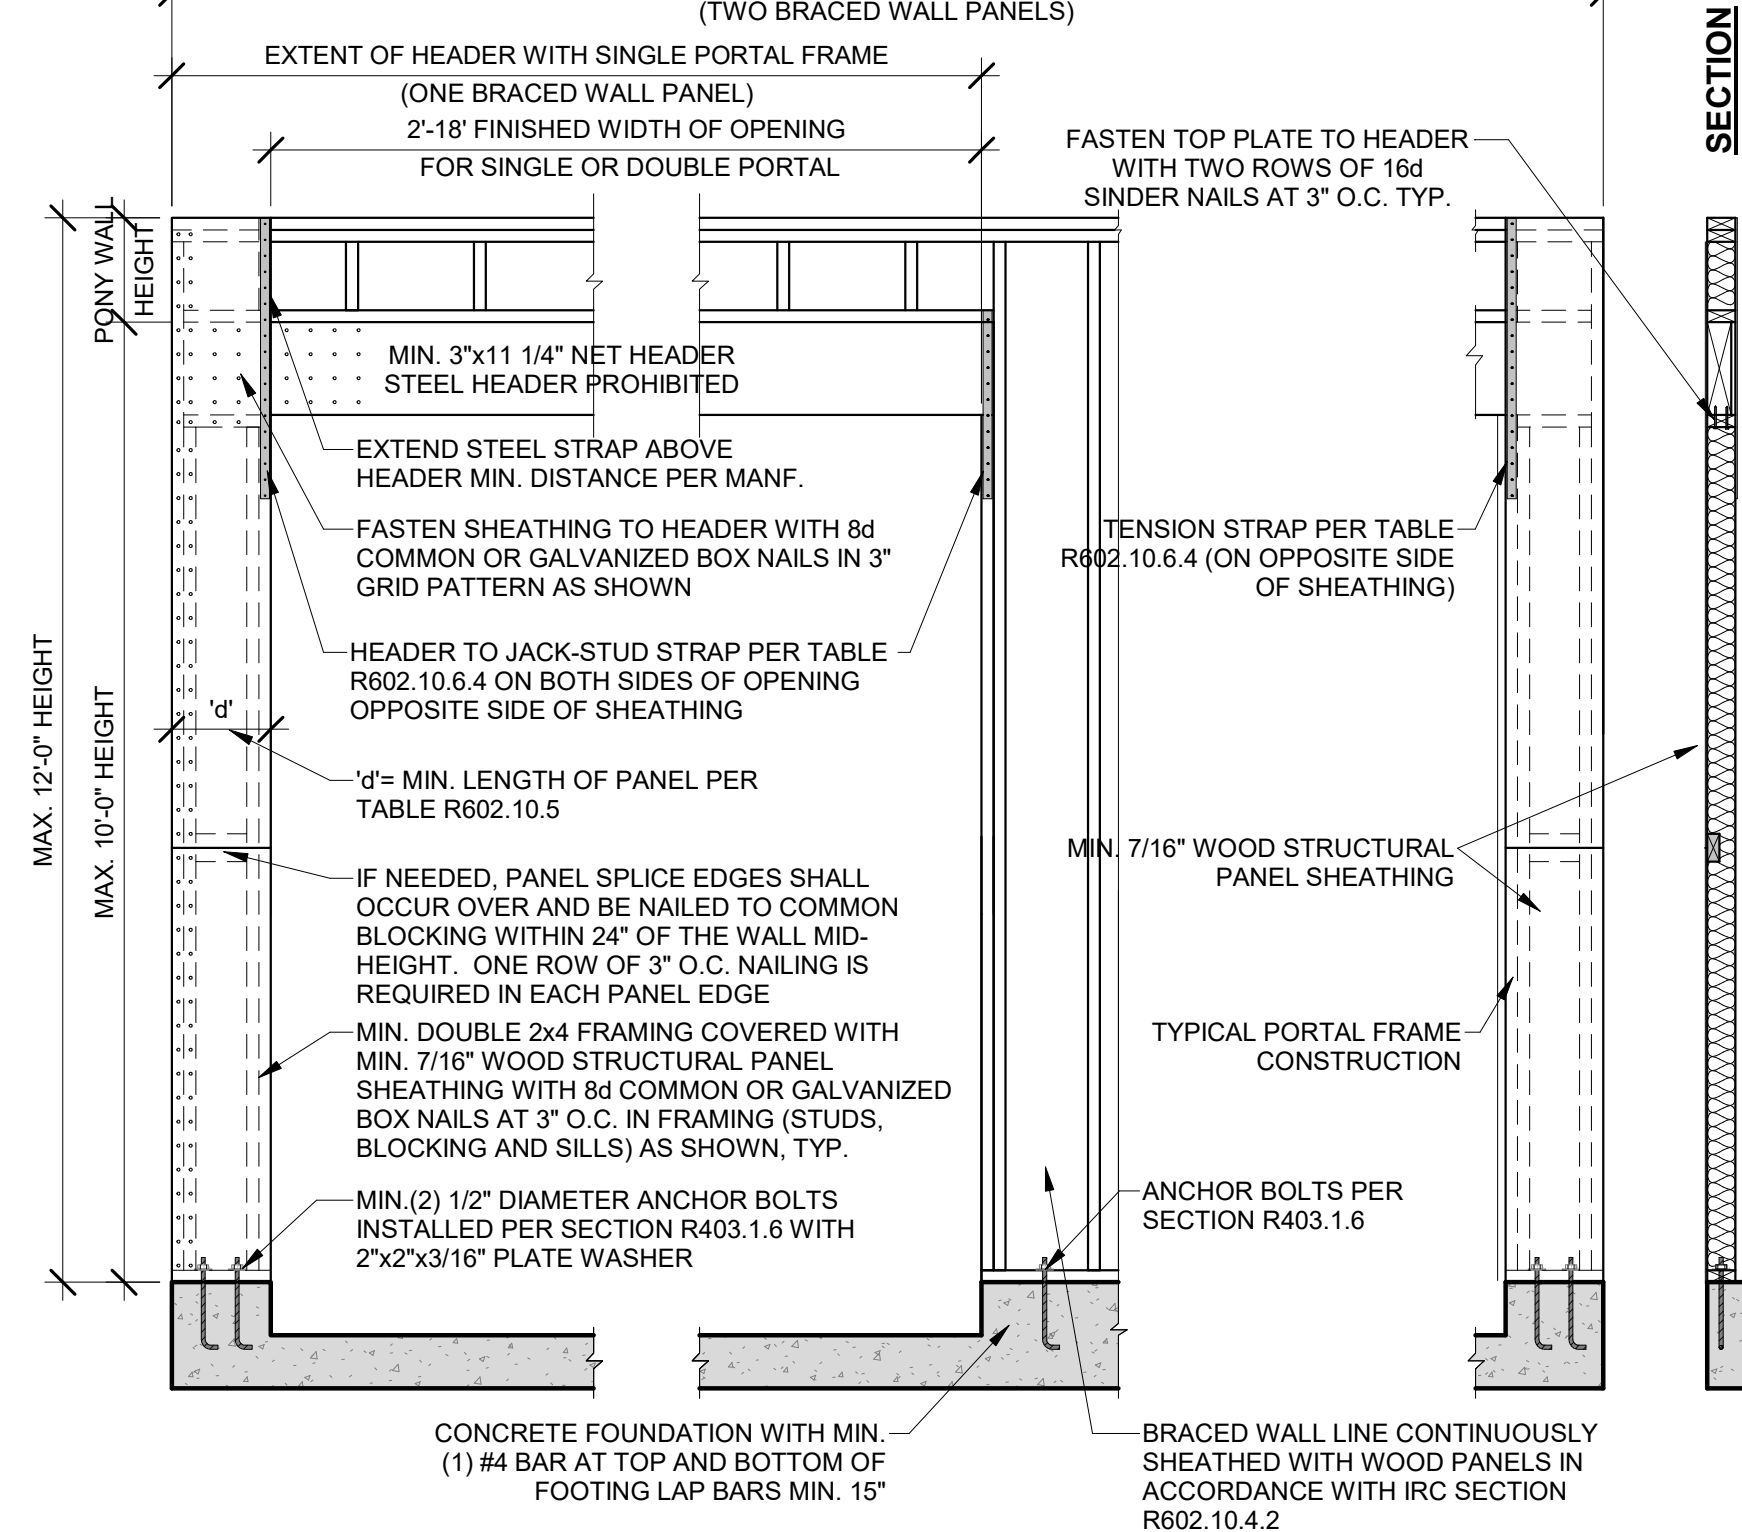 (TWO BRACED WALL PANELS)
EXTENT OF HEADER WITH SINGLE PORTAL FRAME
(ONE BRACED WALL PANEL)
2'-18' FINISHED WIDTH OF OPENING
FOR SINGLE OR DOUBLE PORTAL
FASTEN TOP PLATE TO HEADER
WITH TWO ROWS OF 16d
SINDER NAILS AT 3" O.C. TYP.
SECTION
PONY WALL
HEIGHT
MIN. 3"x11 1/4" NET HEADER
STEEL HEADER PROHIBITED
EXTEND STEEL STRAP ABOVE
HEADER MIN. DISTANCE PER MANF.
FASTEN SHEATHING TO HEADER WITH 8d
COMMON OR GALVANIZED BOX NAILS IN 3"
GRID PATTERN AS SHOWN
TENSION STRAP PER TABLE
R602.10.6.4 (ON OPPOSITE SIDE
OF SHEATHING)
HEADER TO JACK-STUD STRAP PER TABLE
R602.10.6.4 ON BOTH SIDES OF OPENING
OPPOSITE SIDE OF SHEATHING
MAX. 12'-0" HEIGHT
MAX. 10'-0" HEIGHT
'd'
'd'= MIN. LENGTH OF PANEL PER
TABLE R602.10.5
MIN. 7/16" WOOD STRUCTURAL
PANEL SHEATHING
IF NEEDED, PANEL SPLICE EDGES SHALL
OCCUR OVER AND BE NAILED TO COMMON
BLOCKING WITHIN 24" OF THE WALL MID-
HEIGHT.  ONE ROW OF 3" O.C. NAILING IS
REQUIRED IN EACH PANEL EDGE
MIN. DOUBLE 2x4 FRAMING COVERED WITH
MIN. 7/16" WOOD STRUCTURAL PANEL
SHEATHING WITH 8d COMMON OR GALVANIZED
BOX NAILS AT 3" O.C. IN FRAMING (STUDS,
BLOCKING AND SILLS) AS SHOWN, TYP.
TYPICAL PORTAL FRAME
CONSTRUCTION
MIN.(2) 1/2" DIAMETER ANCHOR BOLTS
INSTALLED PER SECTION R403.1.6 WITH
2"x2"x3/16" PLATE WASHER
ANCHOR BOLTS PER
SECTION R403.1.6
CONCRETE FOUNDATION WITH MIN.
(1) #4 BAR AT TOP AND BOTTOM OF
FOOTING LAP BARS MIN. 15"
BRACED WALL LINE CONTINUOUSLY
SHEATHED WITH WOOD PANELS IN
ACCORDANCE WITH IRC SECTION
R602.10.4.2